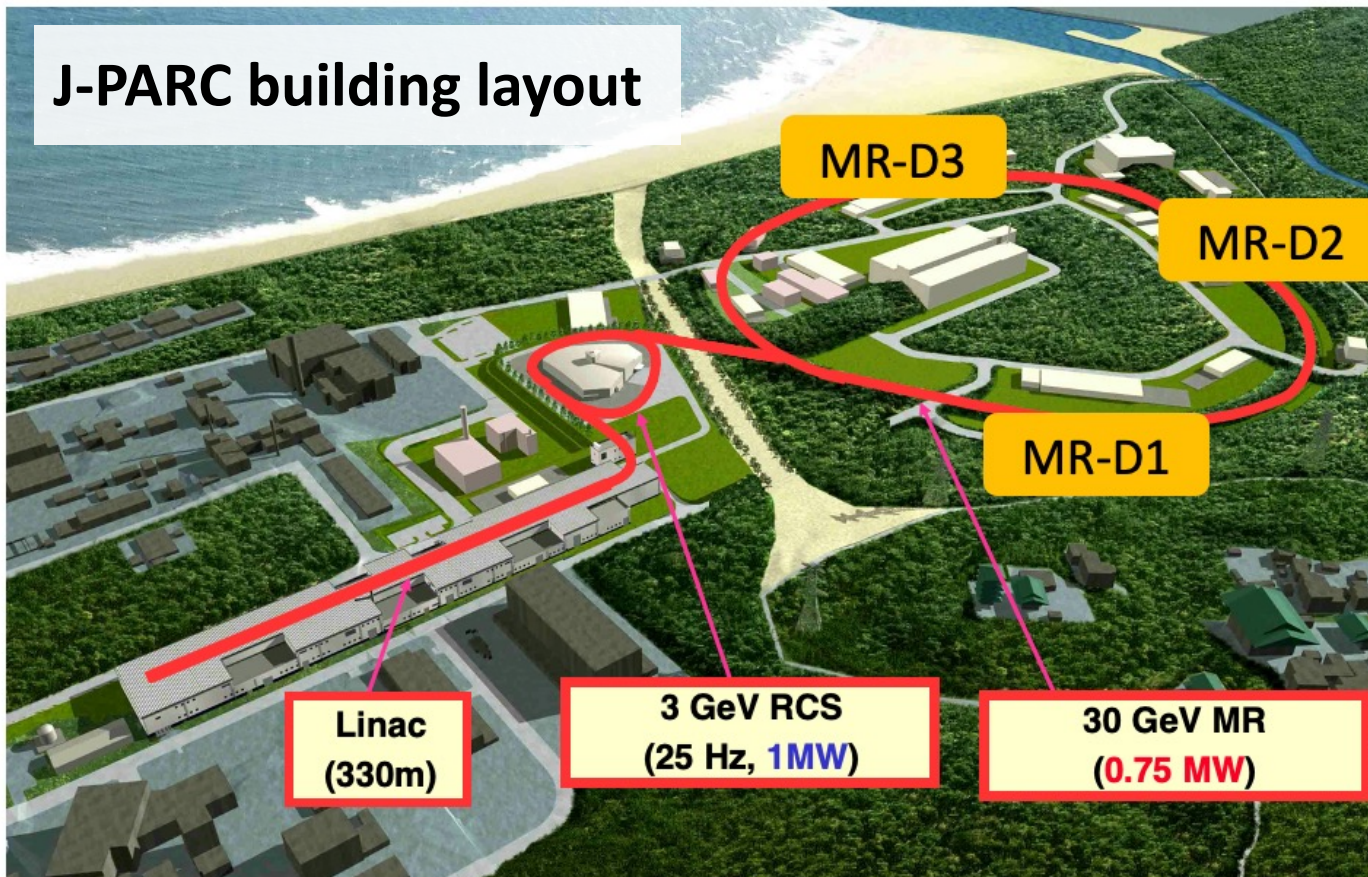 J-PARC building layout
MR-D3
MR-D2
MR-D1
Linac
(330m)
3 GeV RCS
(25 Hz, 1MW)
30 GeV MR
(0.75 MW)